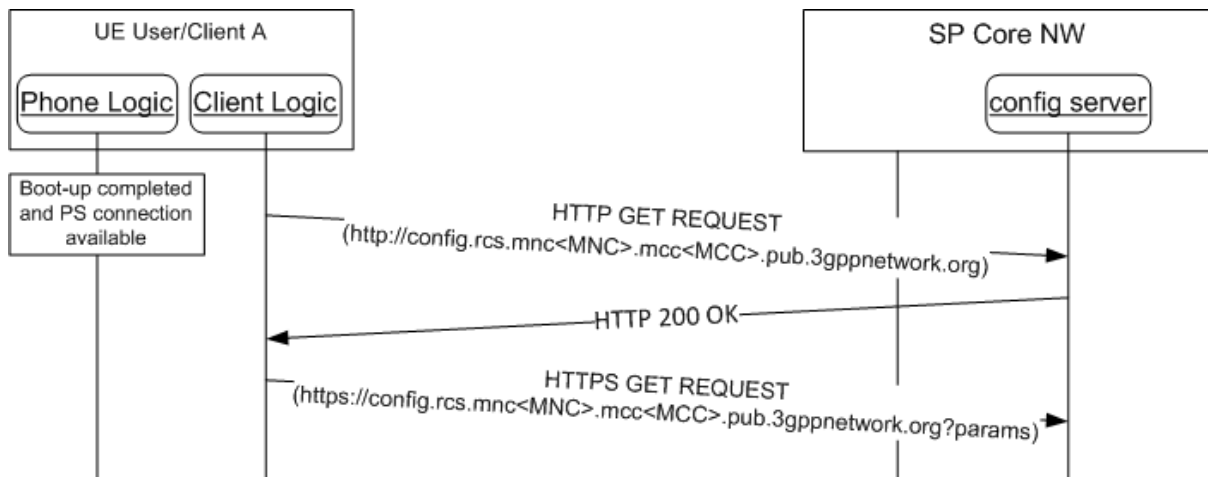 UE User/Client A
SP Core NW
Phone Logic
Client Logic
config server
Boot-up completed
and PS connection
available
HTTP GET REQUEST
(http://config.rcs.mnc<MNC>.mcc<MCC>.pub.3gppnetwork.org)
HTTP 200 OK
HTTPS GET REQUEST
(https://config.rcs.mnc<MNC>.mcc<MCC>.pub.3gppnetwork.org?params)